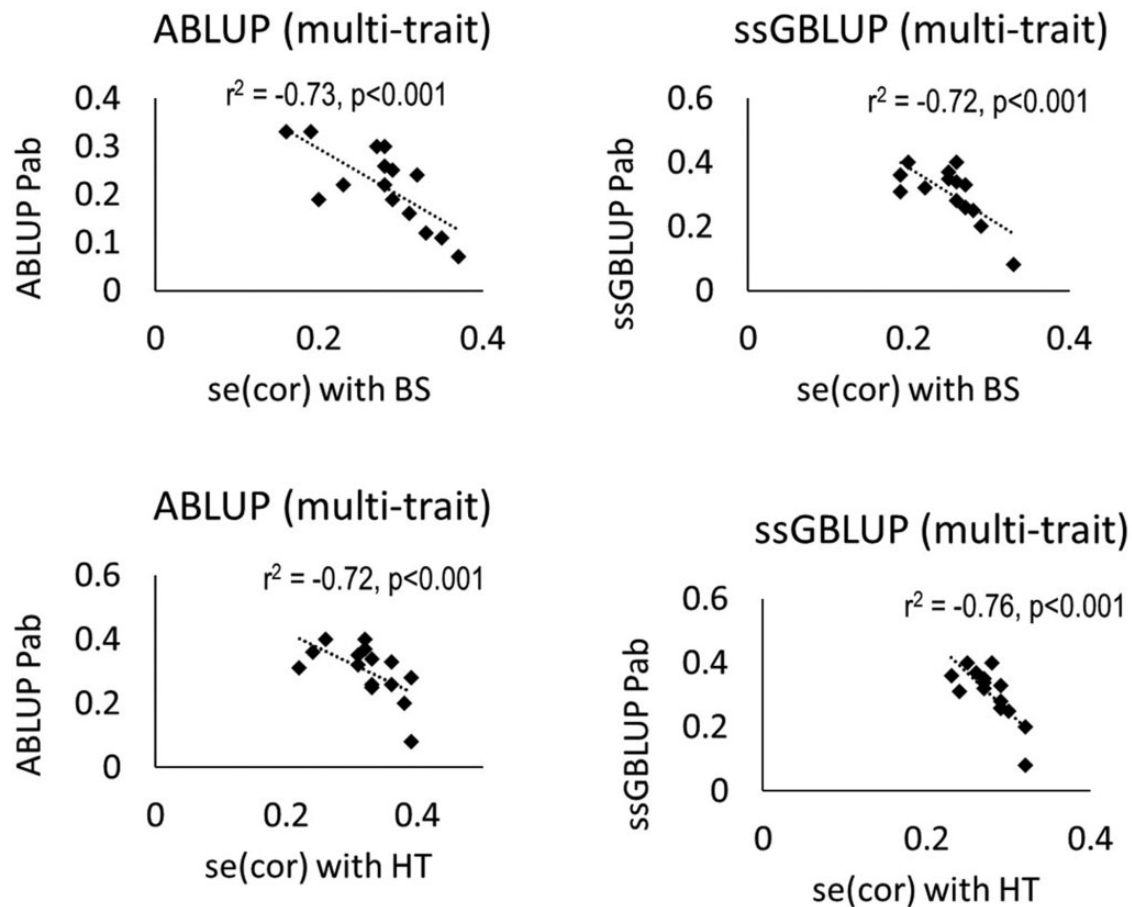 ABLUP (multi-trait)
r² = -0.73, p<0.001
ABLUP Pab
0.4
0.3
0.2
0.1
0
0
0.2
0.4
se(cor) with BS
ssGBLUP (multi-trait)
r² = -0.72, p<0.001
ssGBLUP Pab
0.6
0.4
0.2
0
0
0.2
0.4
se(cor) with BS
ABLUP (multi-trait)
r² = -0.72, p<0.001
ABLUP Pab
0.6
0.4
0.2
0
0
0.2
0.4
se(cor) with HT
ssGBLUP (multi-trait)
r² = -0.76, p<0.001
ssGBLUP Pab
0.6
0.4
0.2
0
0
0.2
0.4
se(cor) with HT